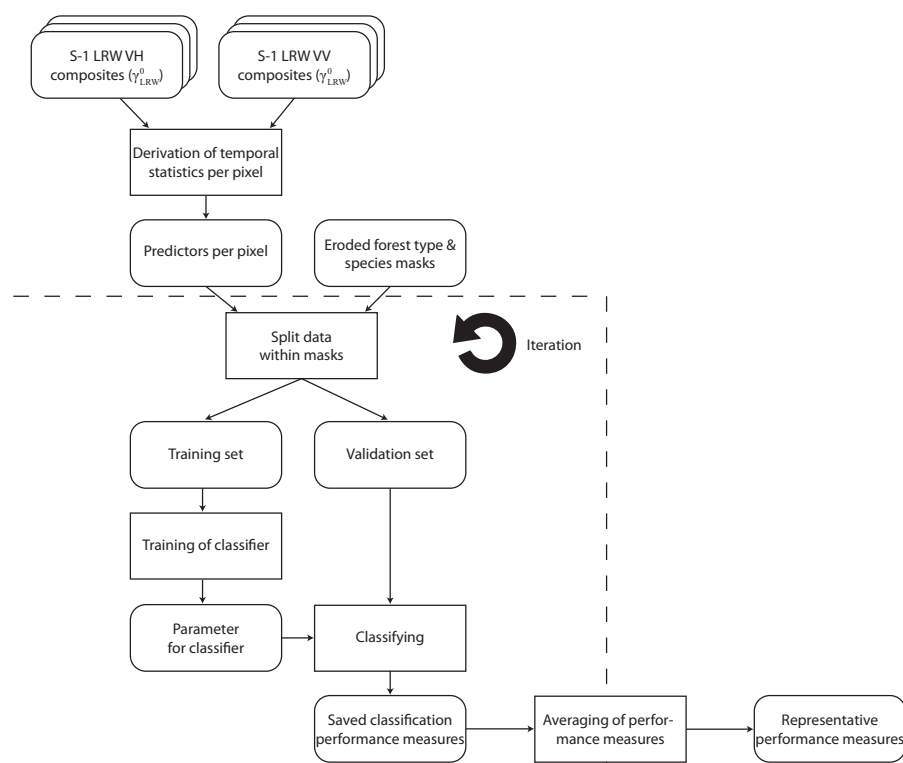 S-1 LRW VH
composites (γ⁰LRW)
S-1 LRW VV
composites (γ⁰LRW)
Derivation of temporal
statistics per pixel
Predictors per pixel
Eroded forest type &
species masks
Split data
within masks
Iteration
Training set
Validation set
Training of classifier
Parameter
for classifier
Classifying
Saved classification
performance measures
Averaging of perfor-
mance measures
Representative
performance measures